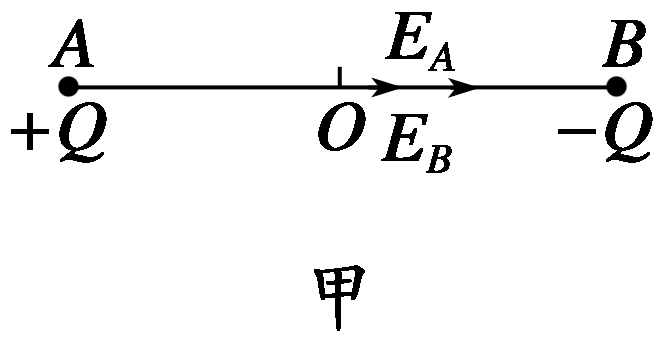 A E_A B
+Q O E_B −Q
甲